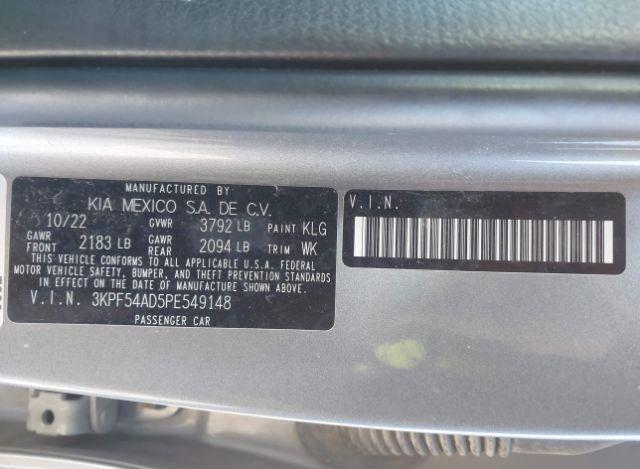 MANUFACTURED BY
KIA MEXICO S.A. DE C.V.
10/22 GVWR 3792 LB PAINT KLG
GAWR FRONT 2183 LB GAWR REAR 2094 LB TRIM WK
THIS VEHICLE CONFORMS TO ALL APPLICABLE U.S.A. FEDERAL
MOTOR VEHICLE SAFETY, BUMPER, AND THEFT PREVENTION STANDARDS
IN EFFECT ON THE DATE OF MANUFACTURE SHOWN ABOVE.
V.I.N. 3KPF54AD5PE549148
PASSENGER CAR
V.I.N.